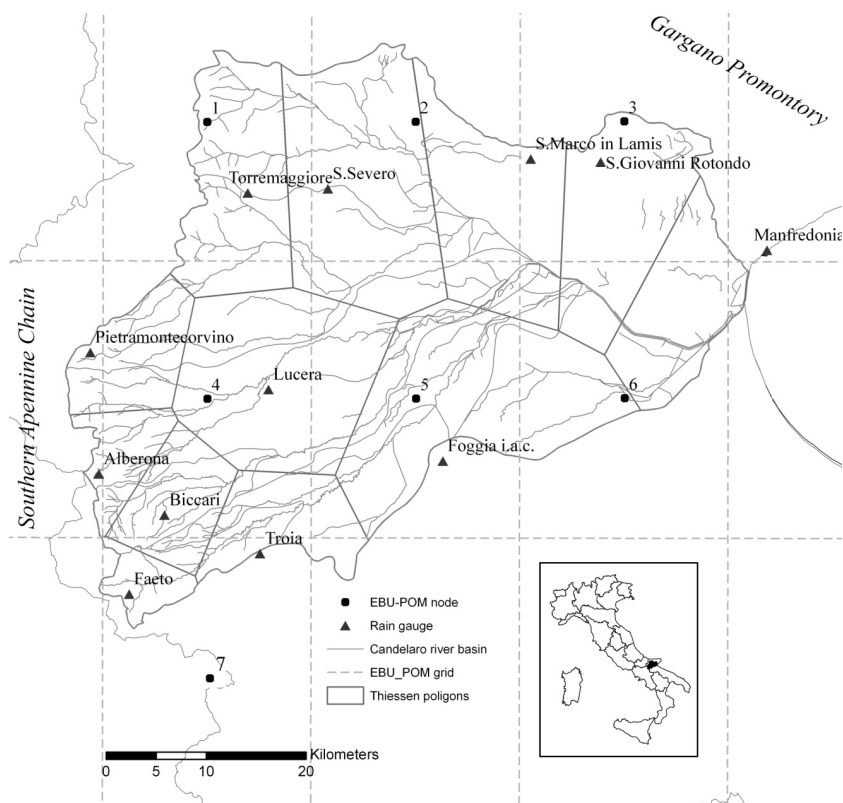 Gargano Promontory
1
2
3
S.Marco in Lamis
S.Giovanni Rotondo
Torremaggiore
S.Severo
Manfredonia
Southern Apennine Chain
Pietramontecorvino
Lucera
4
5
6
Alberona
Foggia i.a.c.
Biccari
Troia
Faeto
7
EBU-POM node
Rain gauge
Candelaro river basin
EBU_POM grid
Thiessen poligons
Kilometers
0 5 10 20